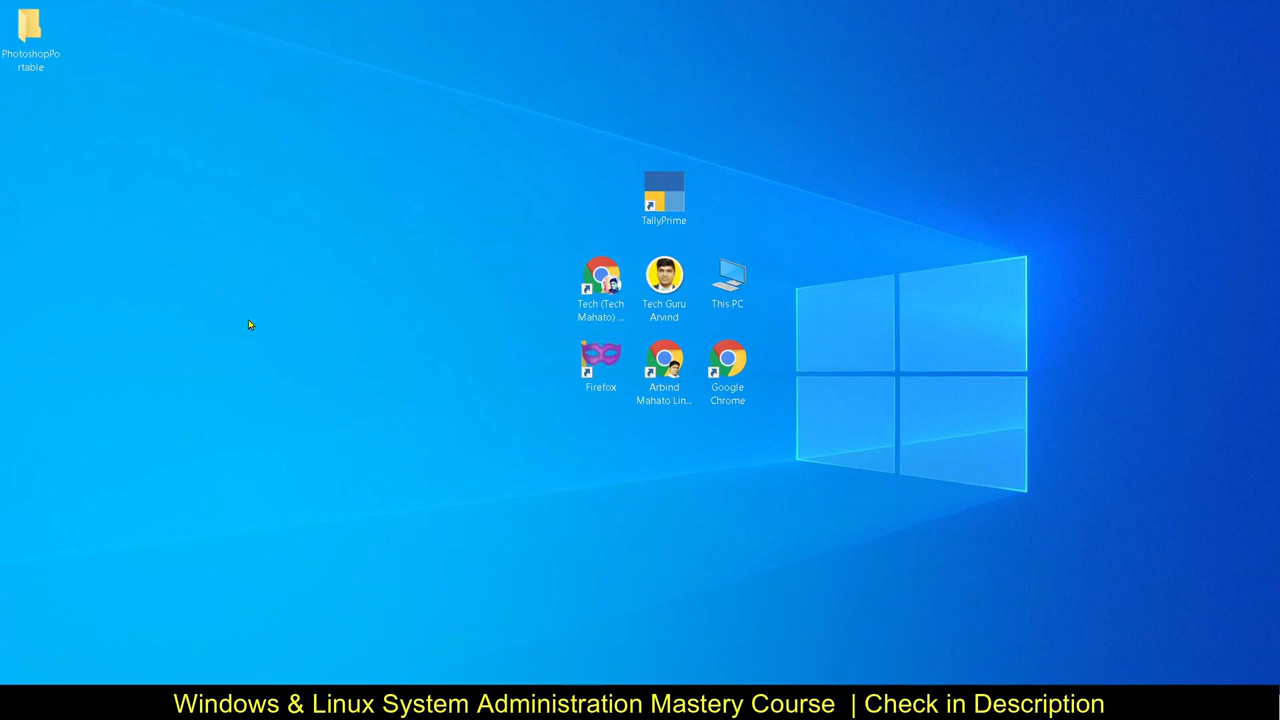 PhotoshopPo
rtable
TallyPrime
Tech (Tech
Mahato) ...
Tech Guru
Arvind
This PC
Firefox
Arbind
Mahato Lin...
Google
Chrome
Windows & Linux System Administration Mastery Course | Check in Description